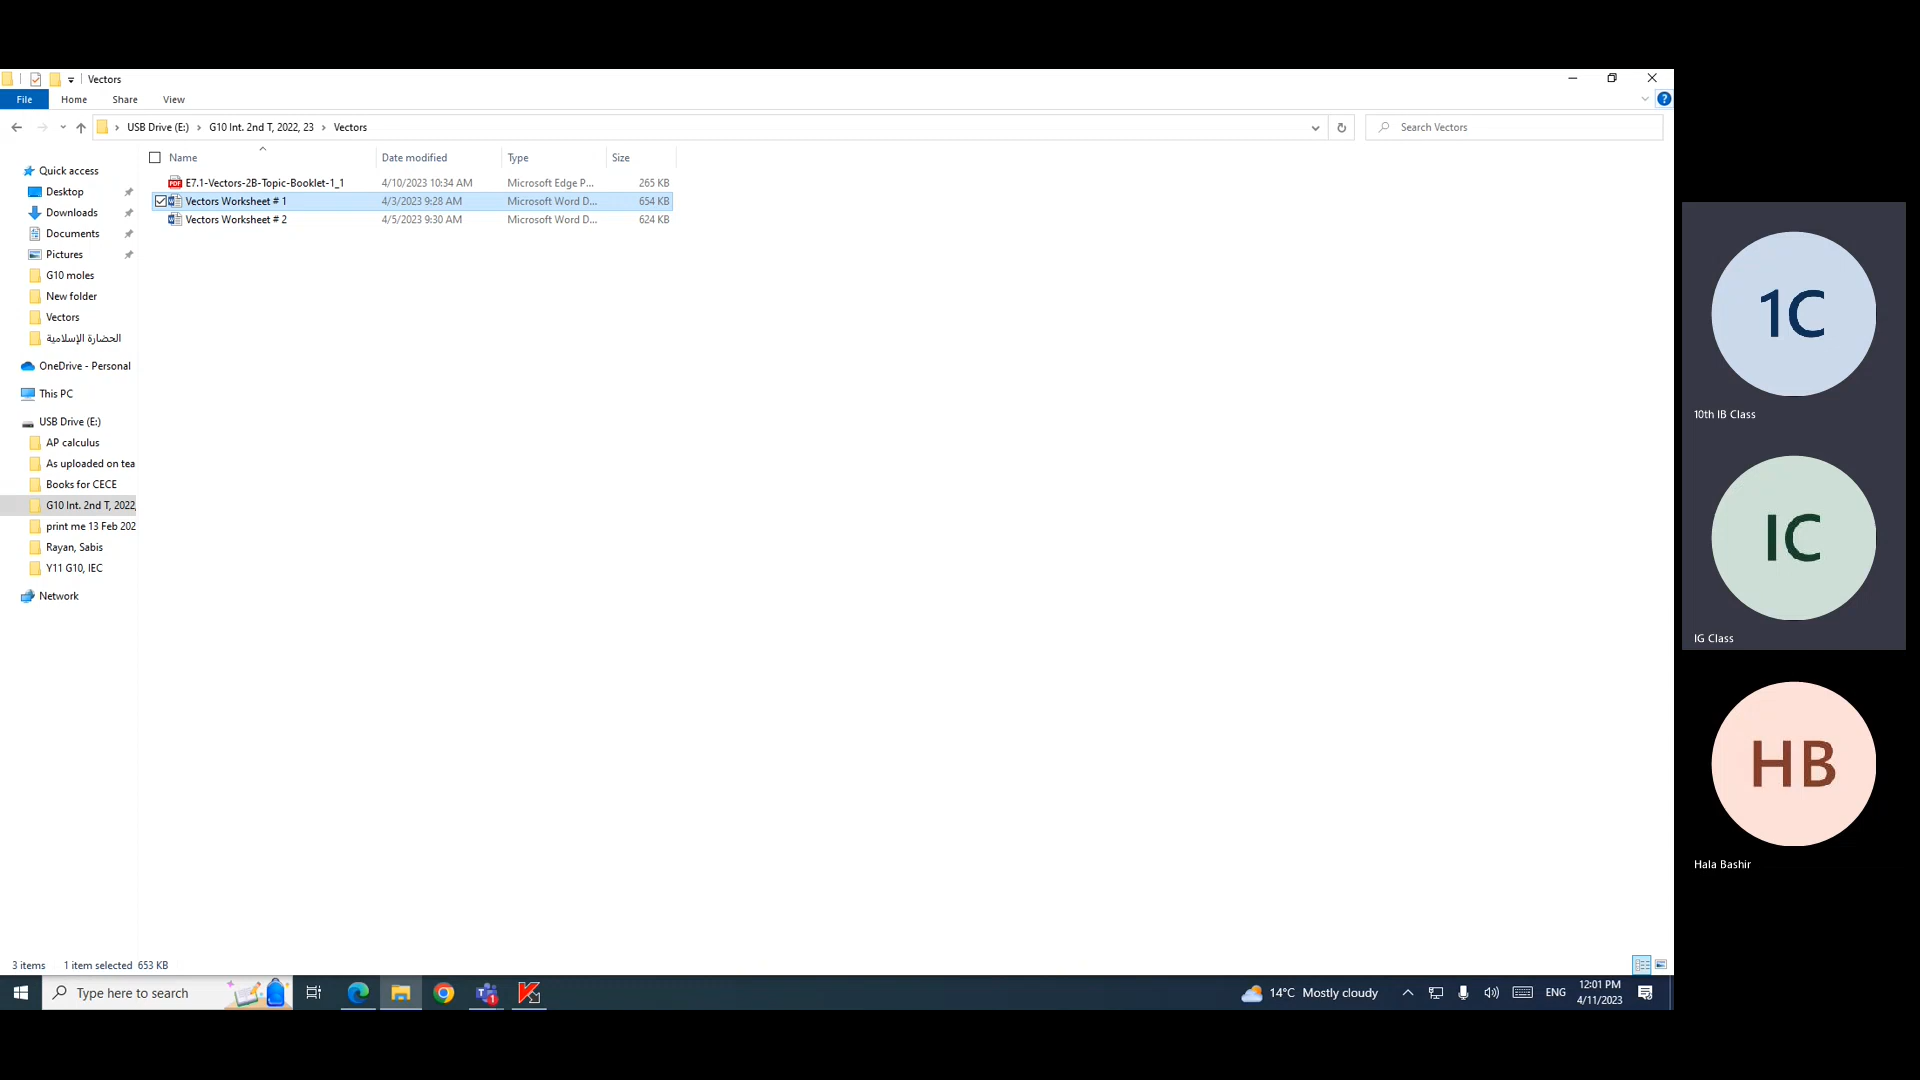 Vectors
File Home Share View
USB Drive (E:) G10 Int. 2nd T, 2022, 23 Vectors
Search Vectors
Name Date modified Type Size
E7.1-Vectors-2B-Topic-Booklet-1_1 4/10/2023 10:34 AM Microsoft Edge P... 265 KB
Vectors Worksheet # 1 4/3/2023 9:28 AM Microsoft Word D... 654 KB
Vectors Worksheet # 2 4/5/2023 9:30 AM Microsoft Word D... 624 KB
Quick access
Desktop
Downloads
Documents
Pictures
G10 moles
New folder
Vectors
الحضارة الإسلامية
OneDrive - Personal
This PC
USB Drive (E:)
AP calculus
As uploaded on tea
Books for CECE
G10 Int. 2nd T, 2022,
print me 13 Feb 202
Rayan, Sabis
Y11 G10, IEC
Network
3 items 1 item selected 653 KB
Type here to search
14°C Mostly cloudy
ENG
12:01 PM
4/11/2023
1C
10th IB Class
IC
IG Class
HB
Hala Bashir